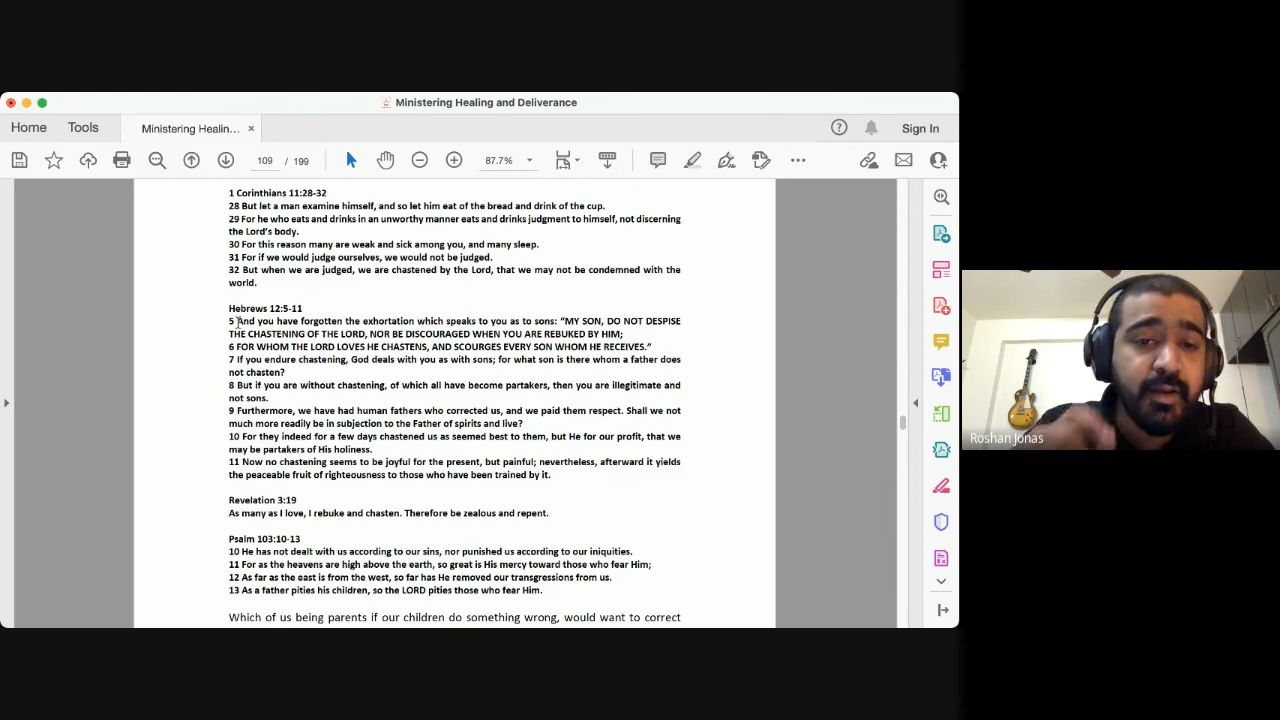 Ministering Healing and Deliverance
Home
Tools
Ministering Healin... ×
Sign In
109 / 199
87.7%
1 Corinthians 11:28-32
28 But let a man examine himself, and so let him eat of the bread and drink of the cup.
29 For he who eats and drinks in an unworthy manner eats and drinks judgment to himself, not discerning
the Lord's body.
30 For this reason many are weak and sick among you, and many sleep.
31 For if we would judge ourselves, we would not be judged.
32 But when we are judged, we are chastened by the Lord, that we may not be condemned with the
world.
Hebrews 12:5-11
5 And you have forgotten the exhortation which speaks to you as to sons: “MY SON, DO NOT DESPISE
THE CHASTENING OF THE LORD, NOR BE DISCOURAGED WHEN YOU ARE REBUKED BY HIM;
6 FOR WHOM THE LORD LOVES HE CHASTENS, AND SCOURGES EVERY SON WHOM HE RECEIVES.”
7 If you endure chastening, God deals with you as with sons; for what son is there whom a father does
not chasten?
8 But if you are without chastening, of which all have become partakers, then you are illegitimate and
not sons.
9 Furthermore, we have had human fathers who corrected us, and we paid them respect. Shall we not
much more readily be in subjection to the Father of spirits and live?
10 For they indeed for a few days chastened us as seemed best to them, but He for our profit, that we
may be partakers of His holiness.
11 Now no chastening seems to be joyful for the present, but painful; nevertheless, afterward it yields
the peaceable fruit of righteousness to those who have been trained by it.
Revelation 3:19
As many as I love, I rebuke and chasten. Therefore be zealous and repent.
Psalm 103:10-13
10 He has not dealt with us according to our sins, nor punished us according to our iniquities.
11 For as the heavens are high above the earth, so great is His mercy toward those who fear Him;
12 As far as the east is from the west, so far has He removed our transgressions from us.
13 As a father pities his children, so the LORD pities those who fear Him.
Which of us being parents if our children do something wrong, would want to correct
Roshan Jonas